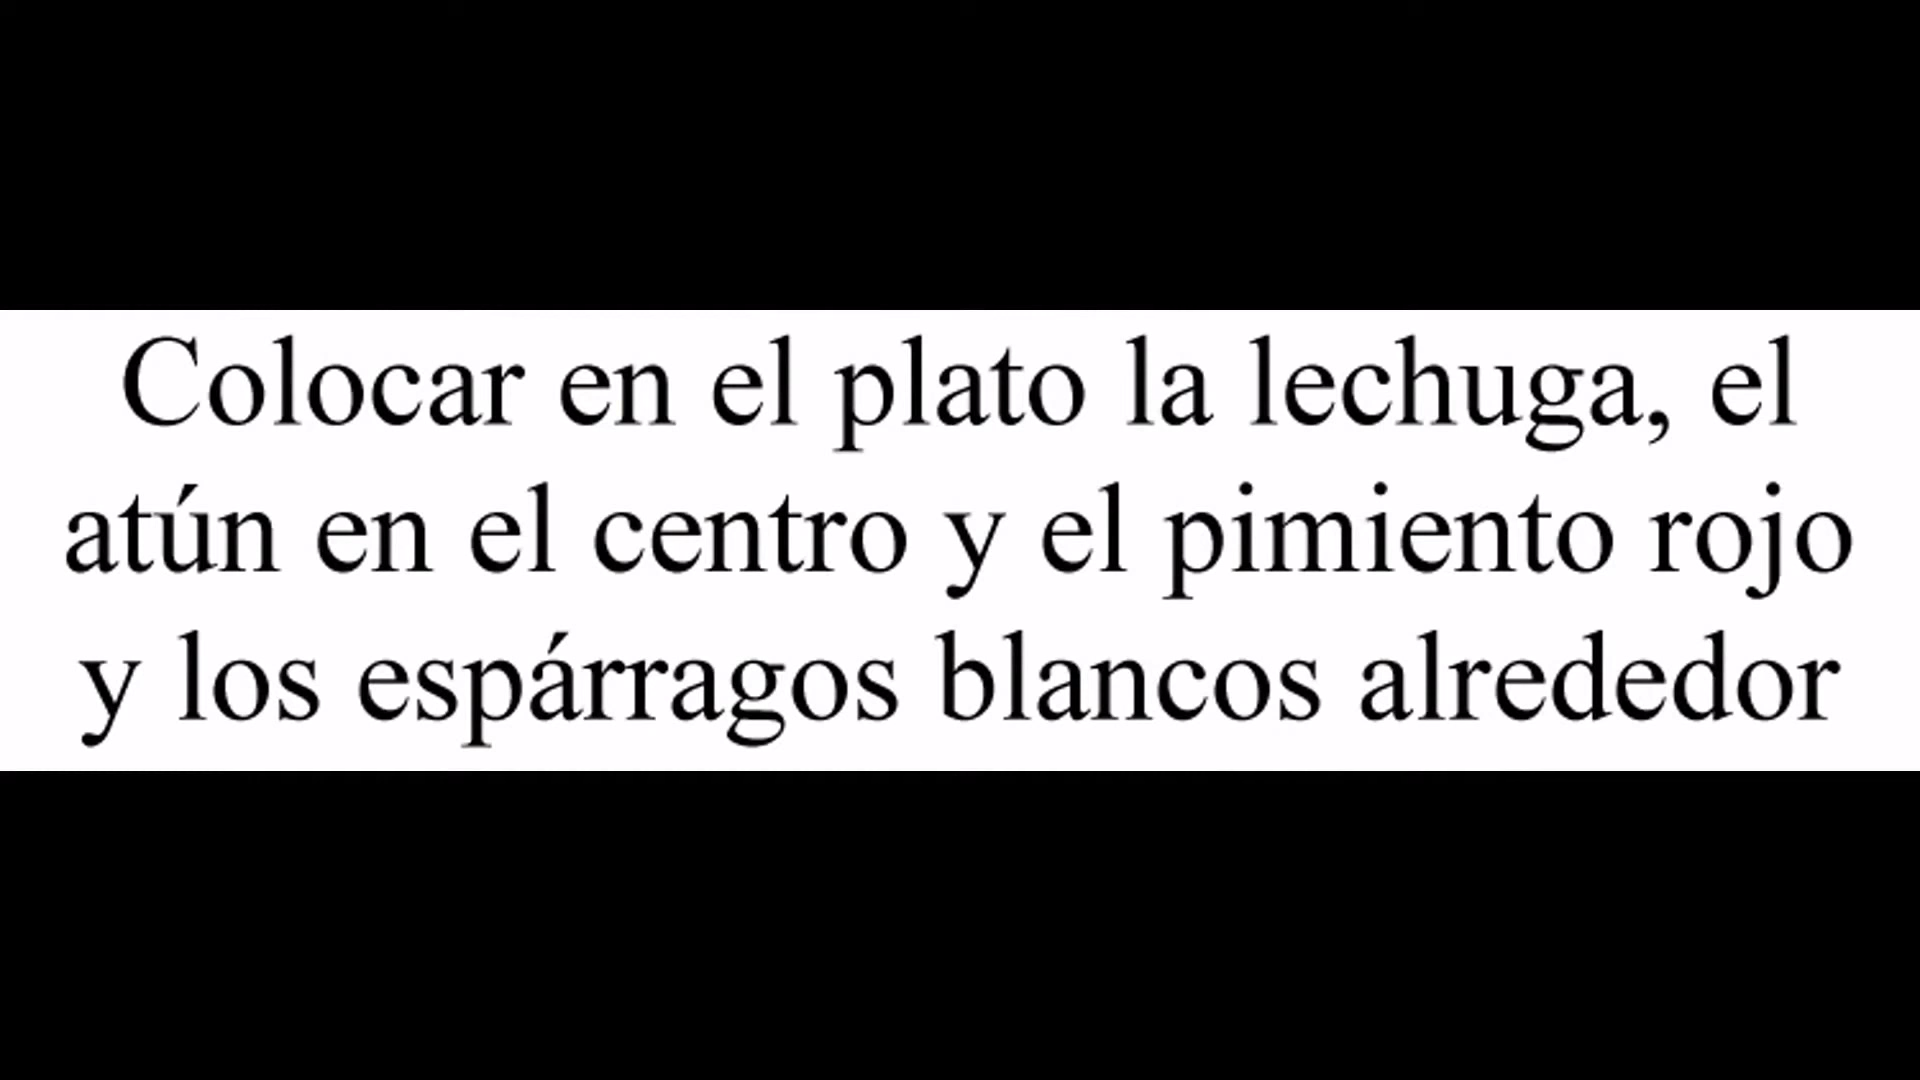 Colocar en el plato la lechuga, el
atún en el centro y el pimiento rojo
y los espárragos blancos alrededor